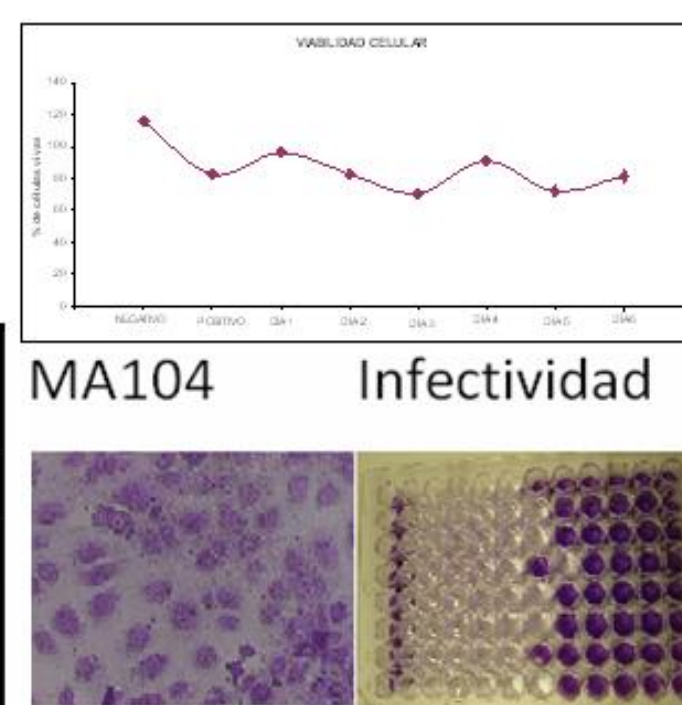 VIABILIDAD CELULAR
% de células vivas
140
120
100
80
60
40
20
0
NEGATIVO POSITIVO DIA 1 DIA 2 DIA 3 DIA 4 DIA 5 DIA 6
MA104 Infectividad